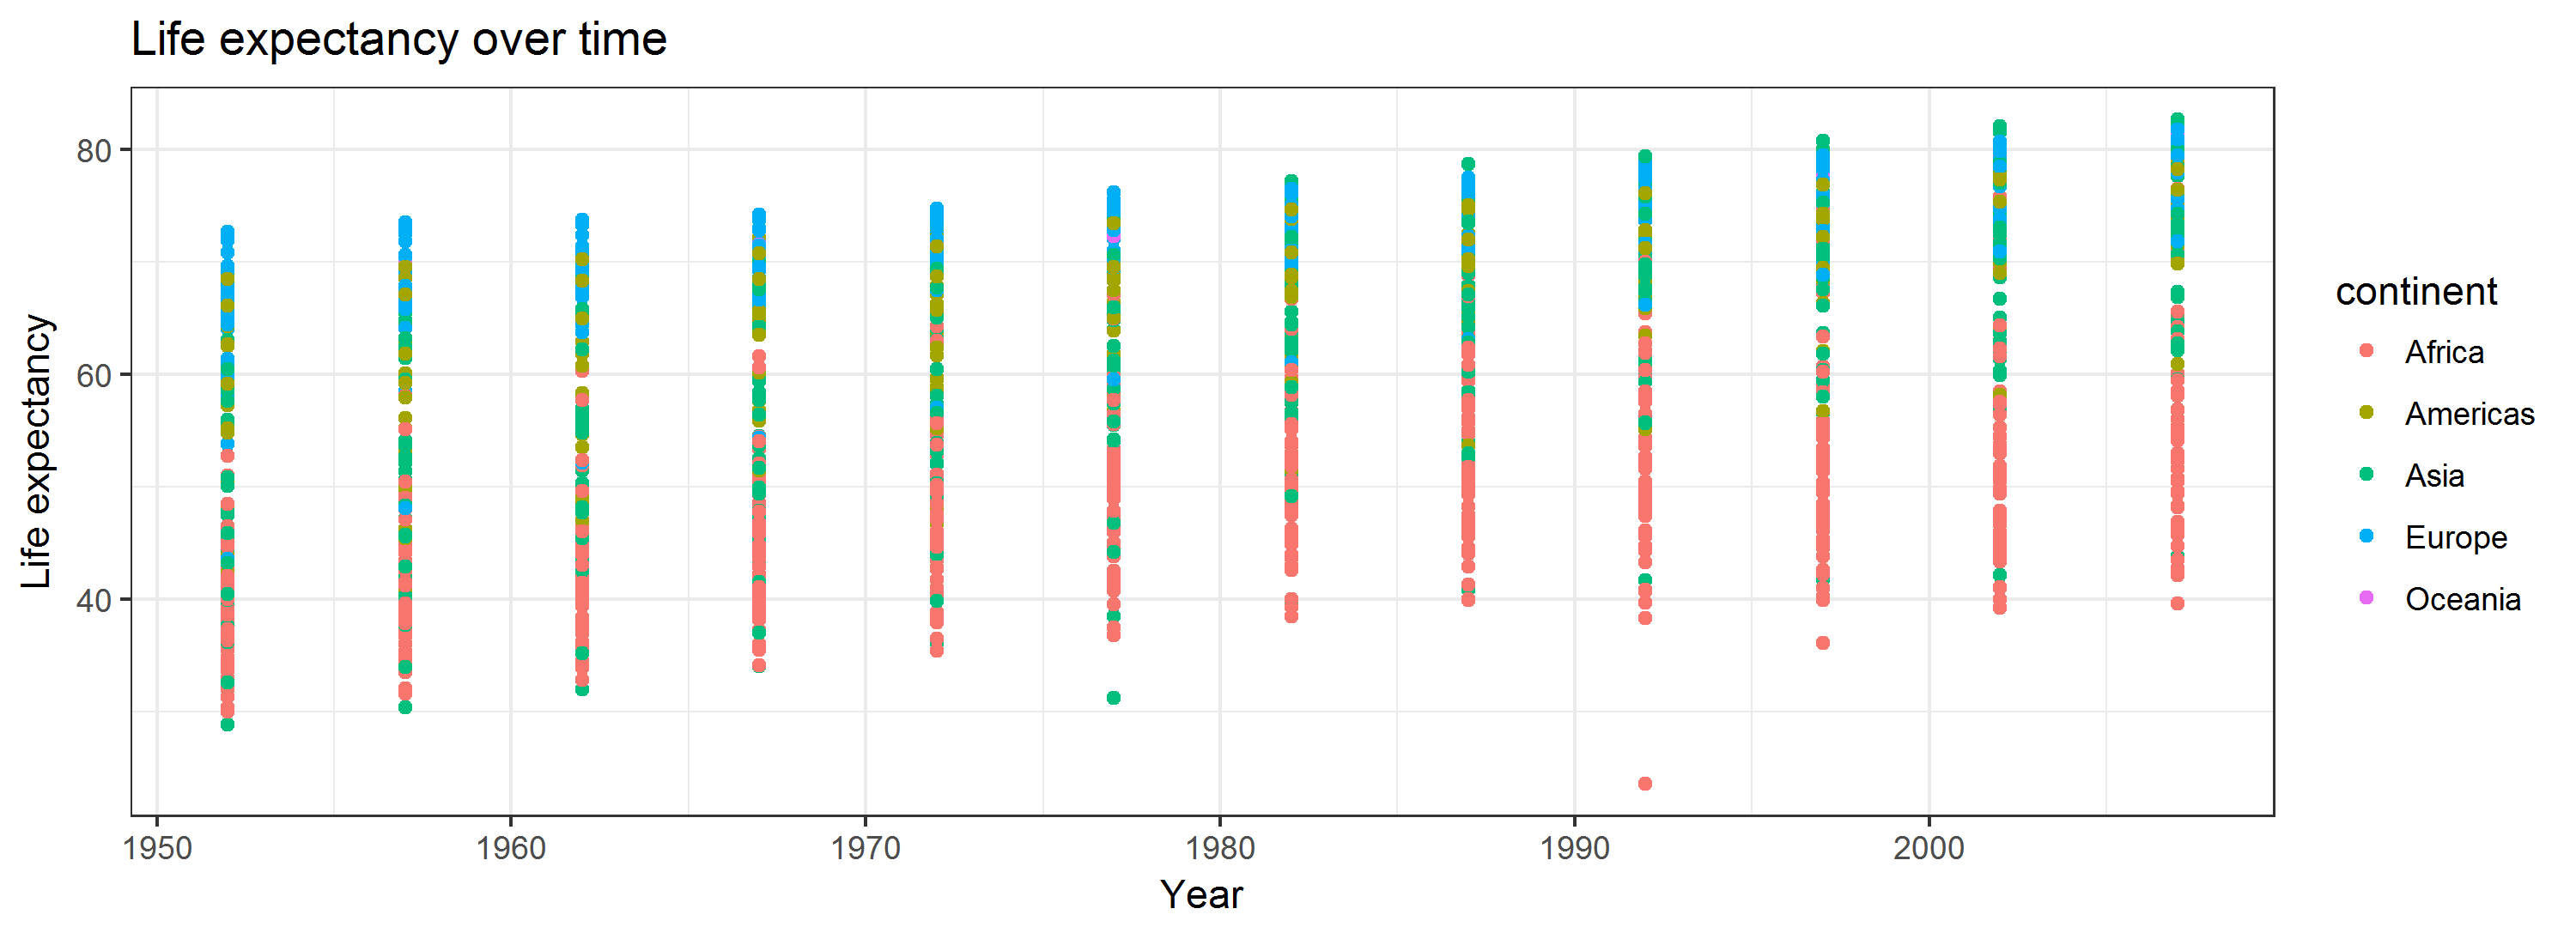 Life expectancy over time
Life expectancy
80
60
40
1950 1960 1970 1980 1990 2000
Year
continent
Africa
Americas
Asia
Europe
Oceania